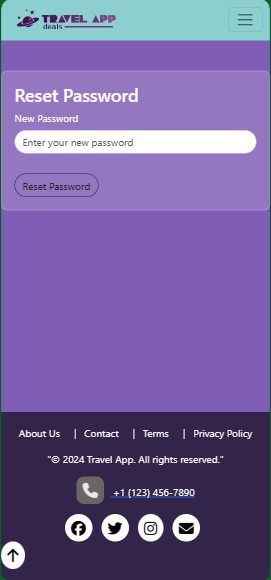 TRAVEL APP
deals
Reset Password
New Password
Enter your new password
Reset Password
About Us | Contact | Terms | Privacy Policy
"© 2024 Travel App. All rights reserved."
+1 (123) 456-7890